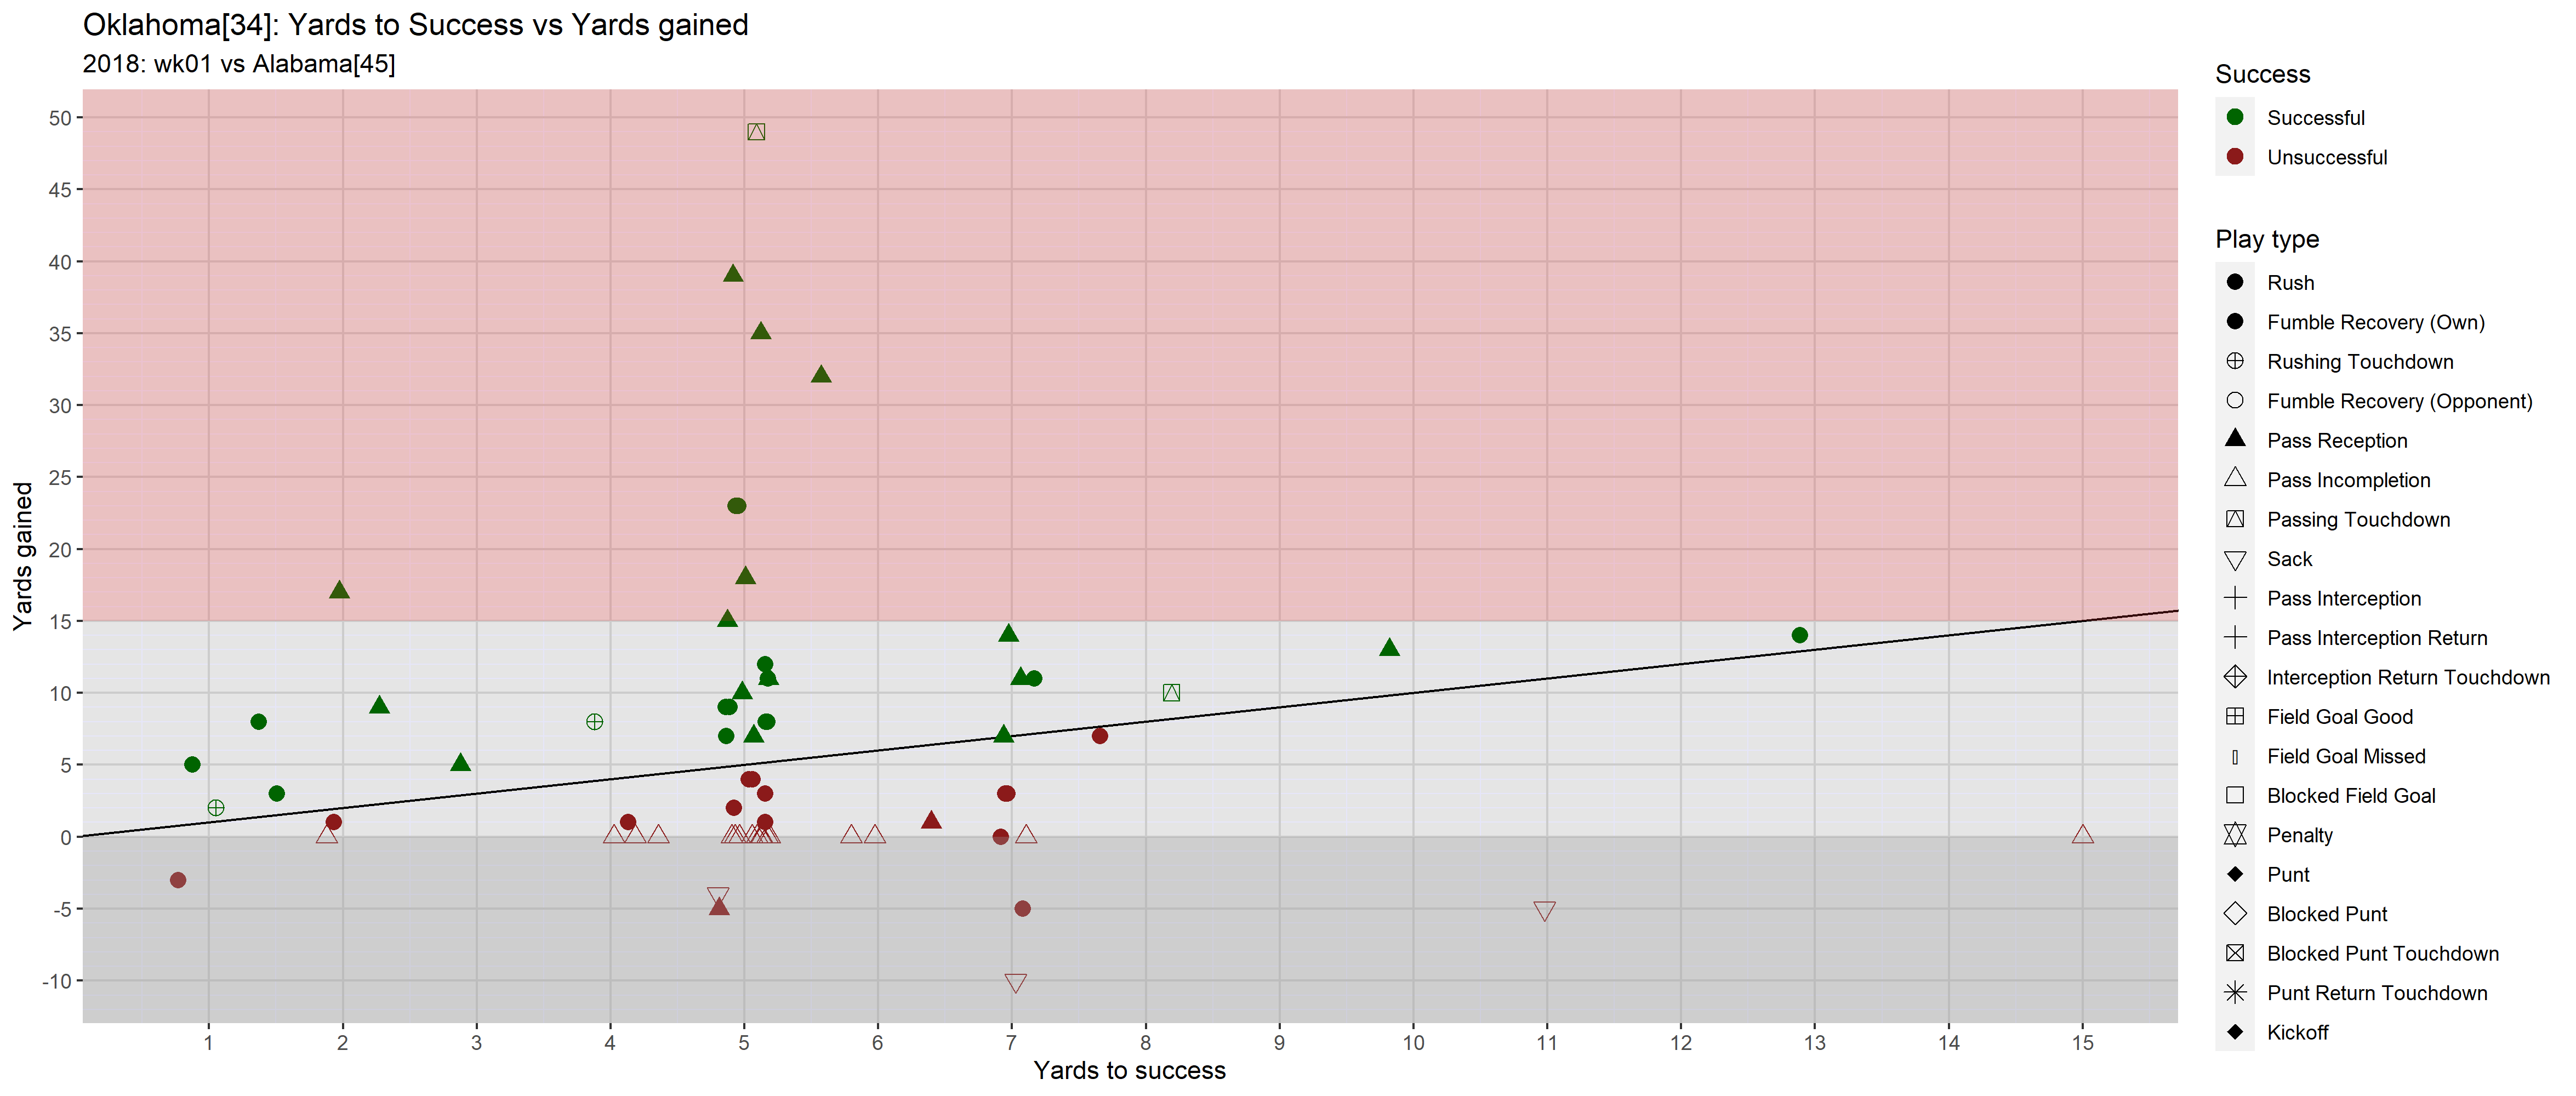 Oklahoma[34]: Yards to Success vs Yards gained
2018: wk01 vs Alabama[45]
Yards gained
50
45
40
35
30
25
20
15
10
5
0
-5
-10
1 2 3 4 5 6 7 8 9 10 11 12 13 14 15
Yards to success
Success
Successful
Unsuccessful
Play type
Rush
Fumble Recovery (Own)
Rushing Touchdown
Fumble Recovery (Opponent)
Pass Reception
Pass Incompletion
Passing Touchdown
Sack
Pass Interception
Pass Interception Return
Interception Return Touchdown
Field Goal Good
Field Goal Missed
Blocked Field Goal
Penalty
Punt
Blocked Punt
Blocked Punt Touchdown
Punt Return Touchdown
Kickoff